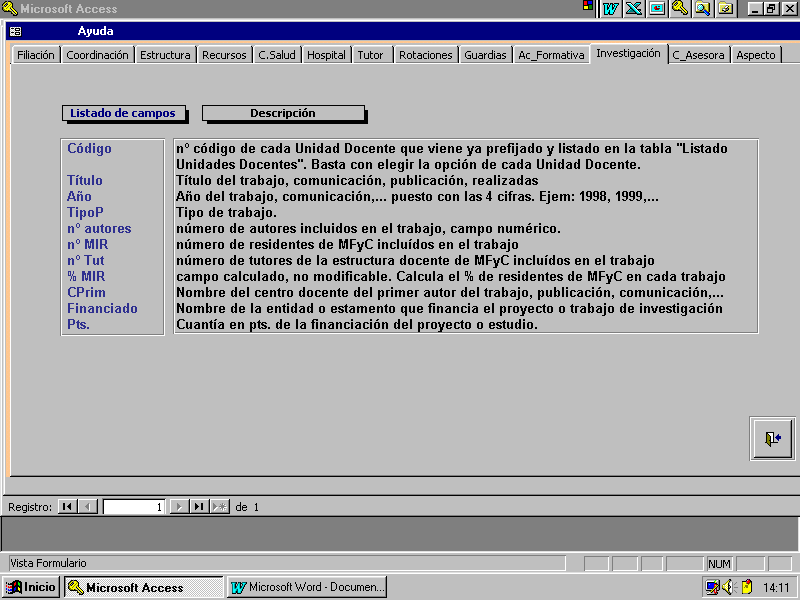 Microsoft Access
Ayuda
Filiación Coordinación Estructura Recursos C.Salud Hospital Tutor Rotaciones Guardias Ac_Formativa Investigación C_Asesora Aspecto
Listado de campos Descripción
Código nº código de cada Unidad Docente que viene ya prefijado y listado en la tabla "Listado
Unidades Docentes". Basta con elegir la opción de cada Unidad Docente.
Título Título del trabajo, comunicación, publicación, realizadas
Año Año del trabajo, comunicación,... puesto con las 4 cifras. Ejem: 1998, 1999,...
TipoP Tipo de trabajo.
nº autores número de autores incluidos en el trabajo, campo numérico.
nº MIR número de residentes de MFyC incluídos en el trabajo
nº Tut número de tutores de la estructura docente de MFyC incluídos en el trabajo
% MIR campo calculado, no modificable. Calcula el % de residentes de MFyC en cada trabajo
CPrim Nombre del centro docente del primer autor del trabajo, publicación, comunicación,...
Financiado Nombre de la entidad o estamento que financia el proyecto o trabajo de investigación
Pts. Cuantía en pts. de la financiación del proyecto o estudio.
Registro: 1 de 1
Vista Formulario NUM
Inicio Microsoft Access Microsoft Word - Documen... 14:11